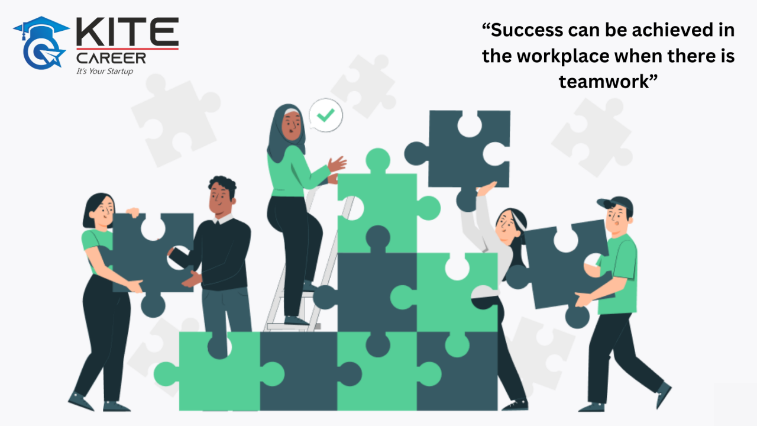 KITE
CAREER
It's Your Startup
“Success can be achieved in
the workplace when there is
teamwork”